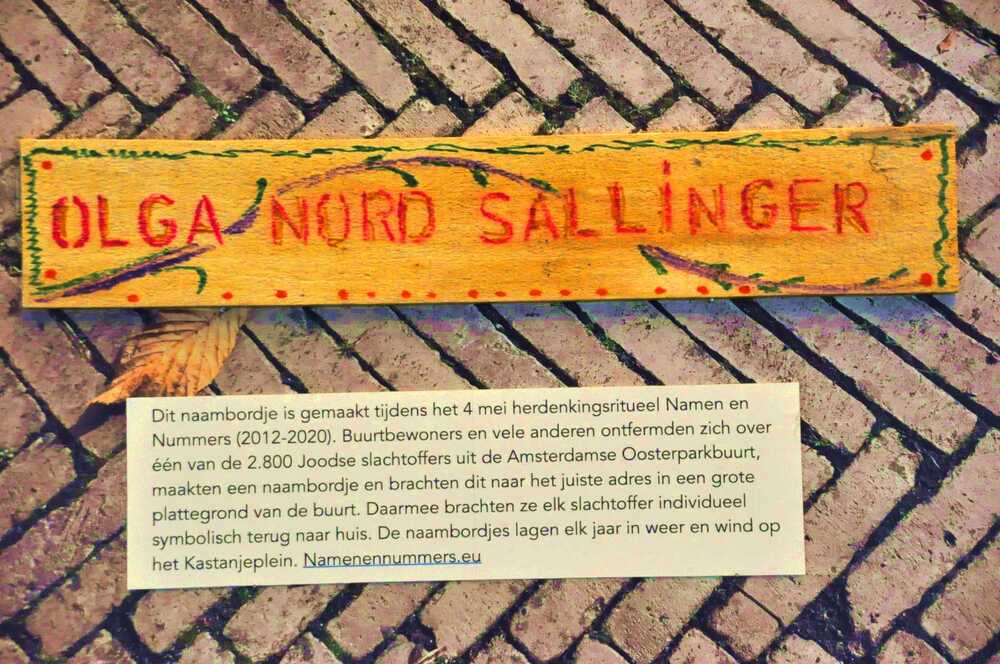 OLGA NORD SALLiNGER
Dit naambordje is gemaakt tijdens het 4 mei herdenkingsritueel Namen en
Nummers (2012-2020). Buurtbewoners en vele anderen ontfermden zich over
één van de 2.800 Joodse slachtoffers uit de Amsterdamse Oosterparkbuurt,
maakten een naambordje en brachten dit naar het juiste adres in een grote
plattegrond van de buurt. Daarmee brachten ze elk slachtoffer individueel
symbolisch terug naar huis. De naambordjes lagen elk jaar in weer en wind op
het Kastanjeplein. Namenennummers.eu